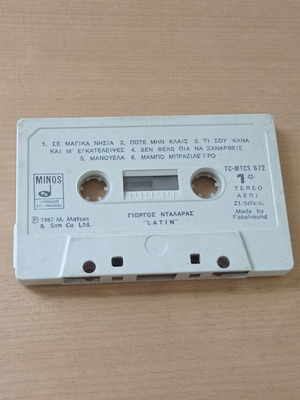 1. ΣΕ ΜΑΓΙΚΑ ΝΗΣΙΑ 2. ΠΟΤΕ ΜΗΝ ΚΛΑΙΣ 3. ΤΙ ΣΟΥ 'ΚΑΝΑ
ΚΑΙ Μ' ΕΓΚΑΤΕΛΕΙΨΕΣ 4. ΔΕΝ ΘΕΛΩ ΠΙΑ ΝΑ ΞΑΝΑΡΘΕΙΣ
5. ΜΑΝΟΥΕΛΑ 6. ΜΑΜΠΟ ΜΠΡΑΖΙΛΕΙΡΟ
MINOS
TC-MTCS 672
1
ΣΤΕΡΕΟ
ΑΕΠΙ
Made by
Fabelsound
℗ 1987 M. Matsas
& Son Co Ltd.
ΓΙΩΡΓΟΣ ΝΤΑΛΑΡΑΣ
"LATIN"